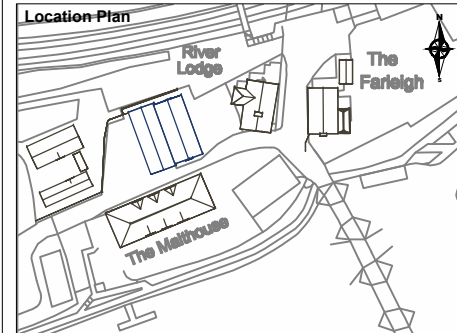 Location Plan
N
River
Lodge
The
Farleigh
S
The Malthouse